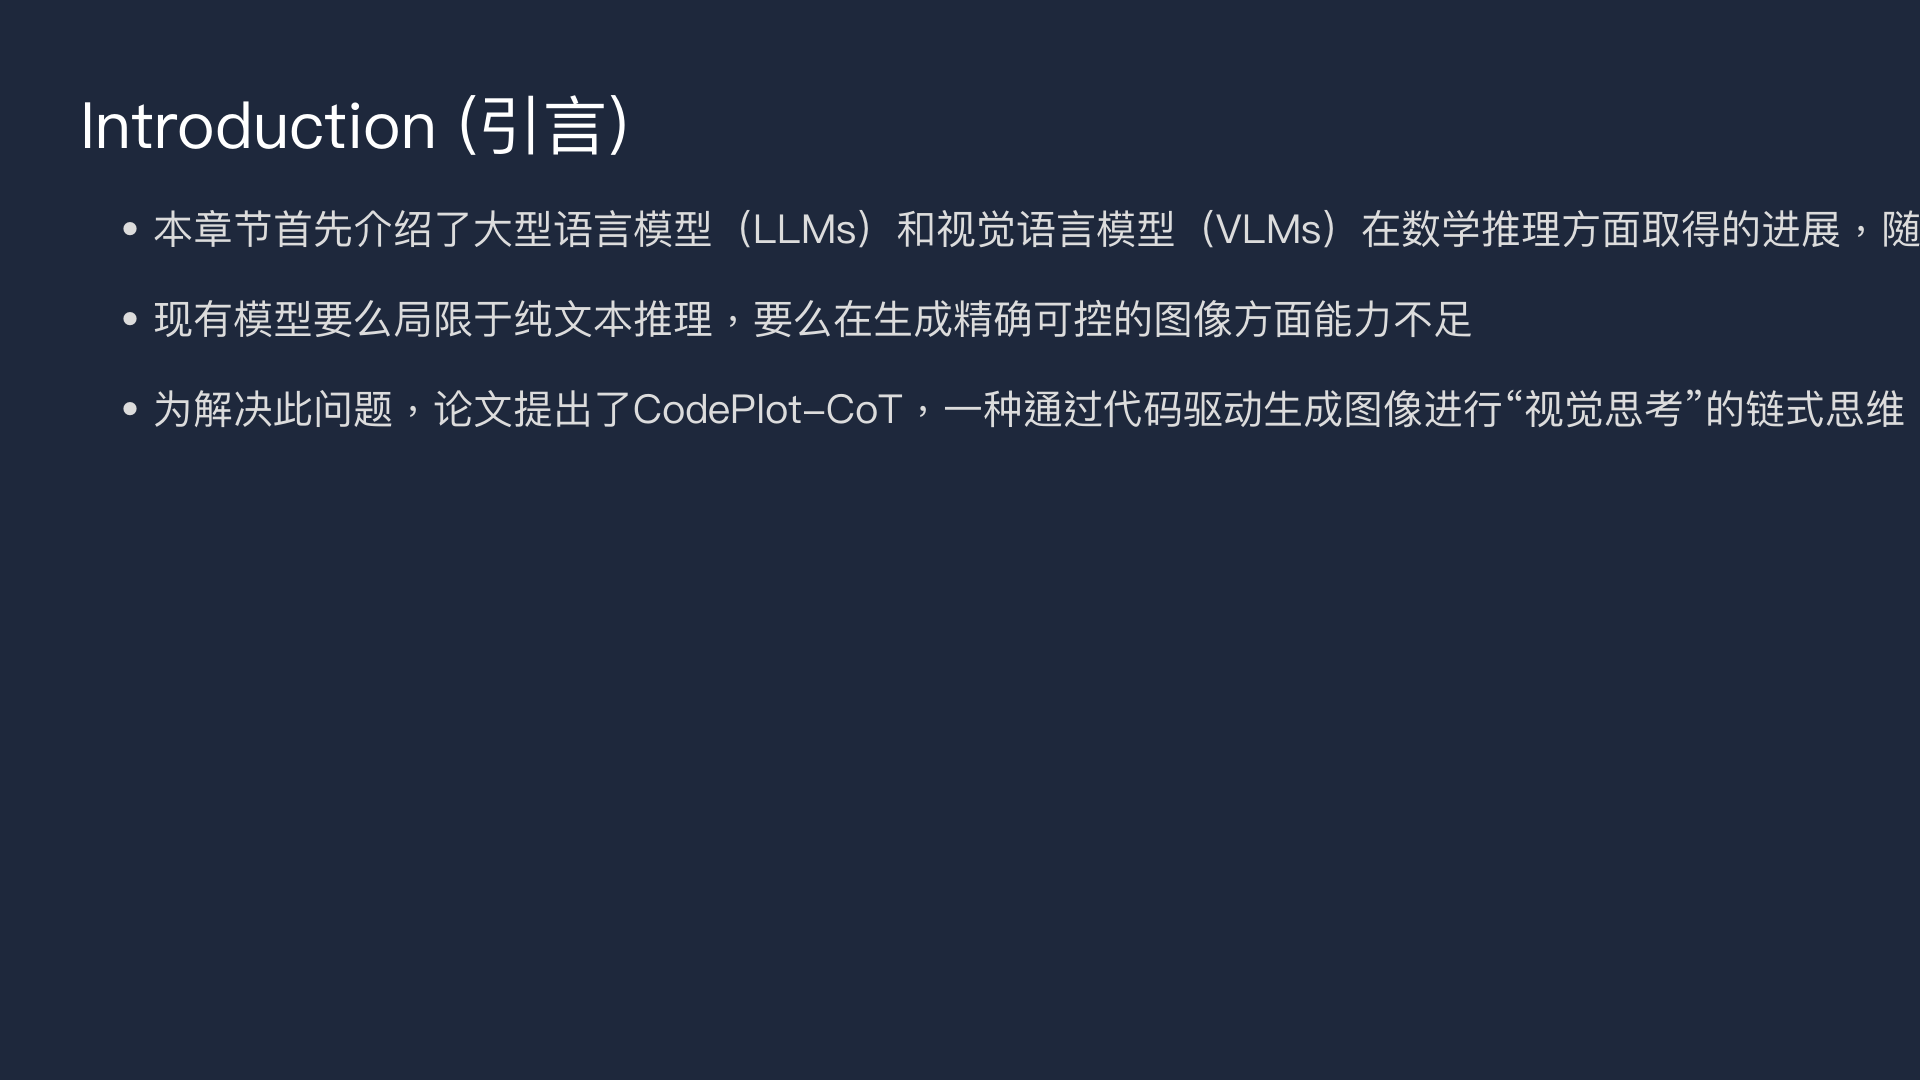 Introduction (引言)
• 本章节首先介绍了大型语言模型（LLMs）和视觉语言模型（VLMs）在数学推理方面取得的进展，随
• 现有模型要么局限于纯文本推理，要么在生成精确可控的图像方面能力不足
• 为解决此问题，论文提出了CodePlot-CoT，一种通过代码驱动生成图像进行“视觉思考”的链式思维